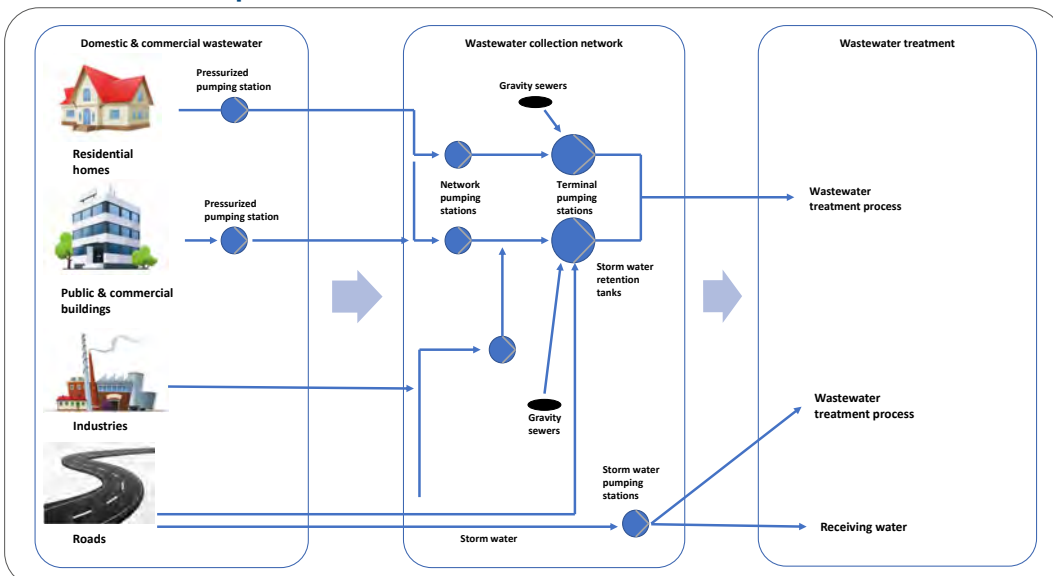 Domestic & commercial wastewater
Pressurized
pumping station
Residential
homes
Pressurized
pumping station
Public & commercial
buildings
Industries
Roads
Wastewater collection network
Gravity sewers
Network
pumping
stations
Terminal
pumping
stations
Storm water
retention
tanks
Gravity
sewers
Storm water
pumping
stations
Storm water
Wastewater treatment
Wastewater
treatment process
Wastewater
treatment process
Receiving water